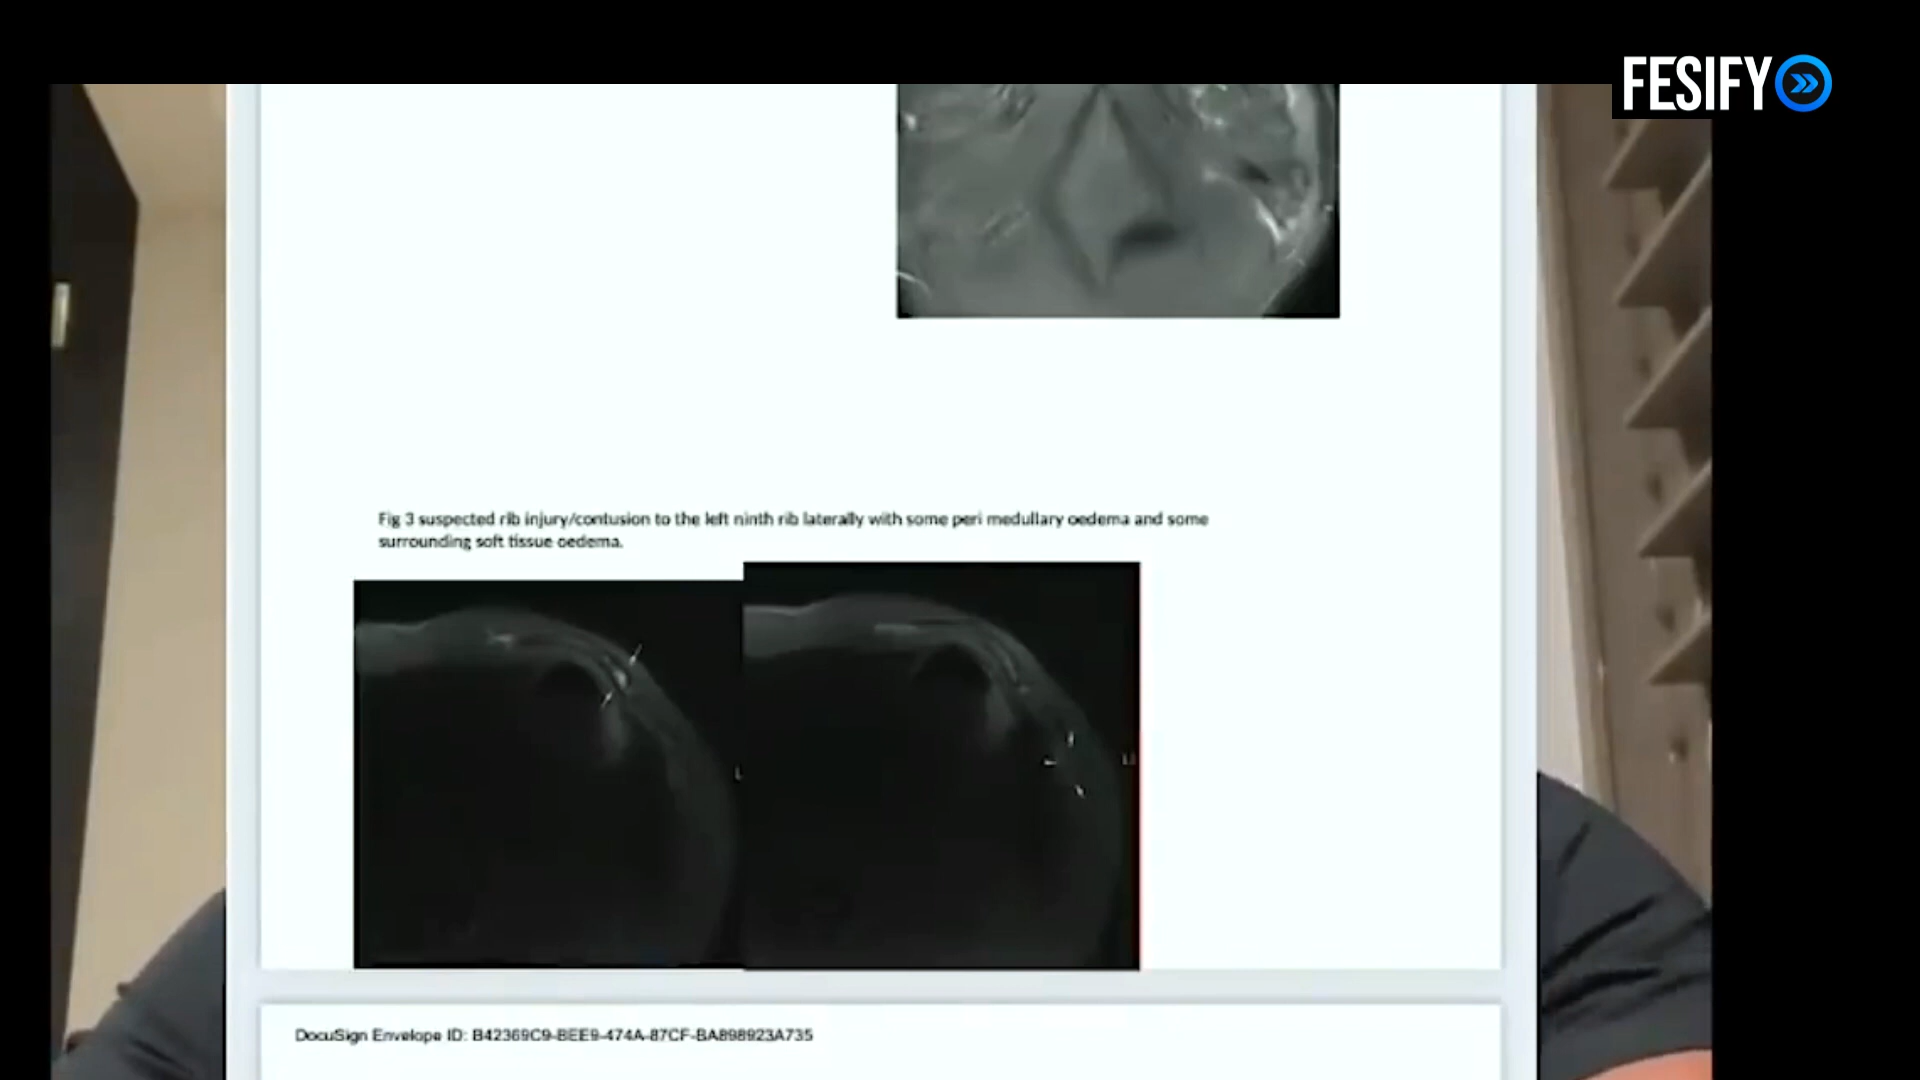 FESIFY
Fig 3 suspected rib injury/contusion to the left ninth rib laterally with some peri medullary oedema and some
surrounding soft tissue oedema.
L
DocuSign Envelope ID: B42369C9-BEE9-474A-87CF-BA898923A735